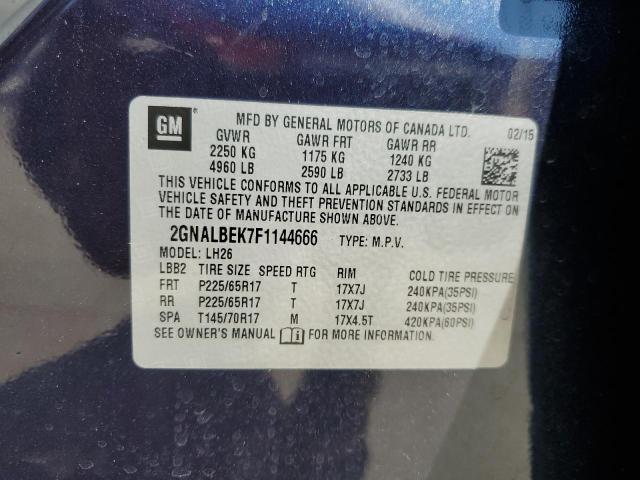 GM ®
MFD BY GENERAL MOTORS OF CANADA LTD. 02/15
GVWR GAWR FRT GAWR RR
2250 KG 1175 KG 1240 KG
4960 LB 2590 LB 2733 LB
THIS VEHICLE CONFORMS TO ALL APPLICABLE U.S. FEDERAL MOTOR
VEHICLE SAFETY AND THEFT PREVENTION STANDARDS IN EFFECT ON
THE DATE OF MANUFACTURE SHOWN ABOVE.
2GNALBEK7F1144666 TYPE: M.P.V.
MODEL: LH26
LBB2 TIRE SIZE SPEED RTG RIM COLD TIRE PRESSURE
FRT P225/65R17 T 17X7J 240KPA(35PSI)
RR P225/65R17 T 17X7J 240KPA(35PSI)
SPA T145/70R17 M 17X4.5T 420KPA(60PSI)
SEE OWNER'S MANUAL FOR MORE INFORMATION.